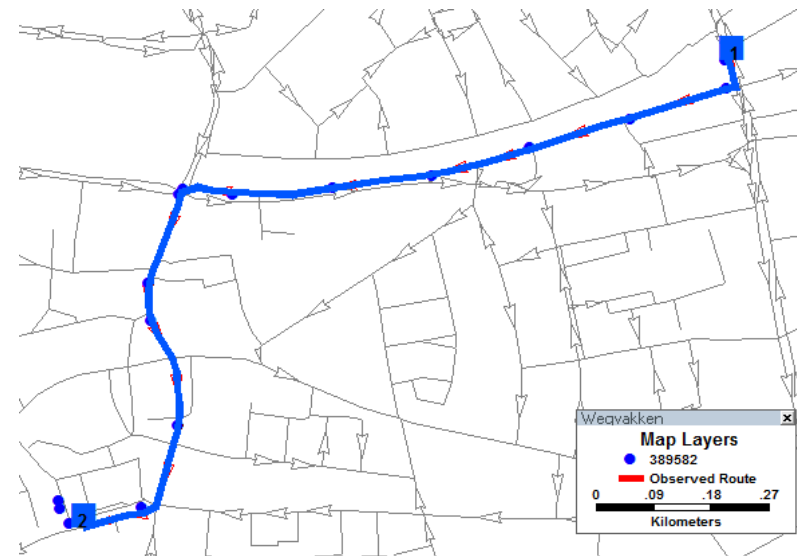 1
2
Wegvakken
Map Layers
389582
Observed Route
0 .09 .18 .27
Kilometers